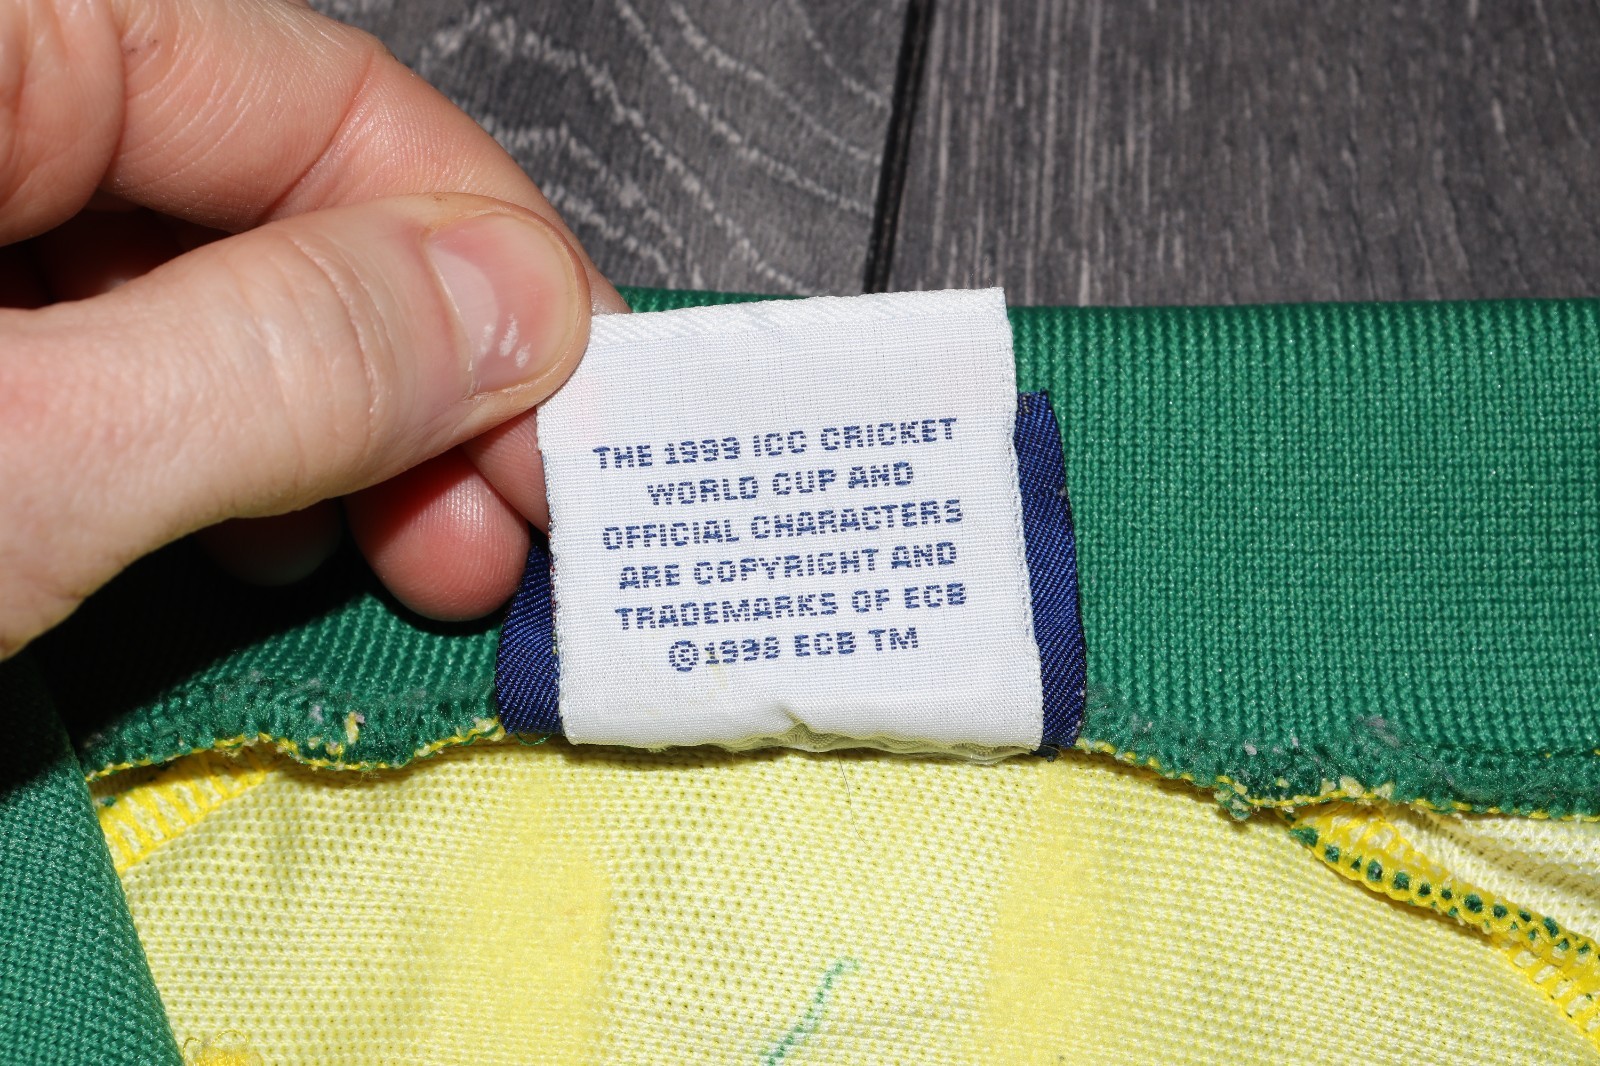 THE 1999 ICC CRICKET
WORLD CUP AND
OFFICIAL CHARACTERS
ARE COPYRIGHT AND
TRADEMARKS OF ECB
©1998 ECB TM